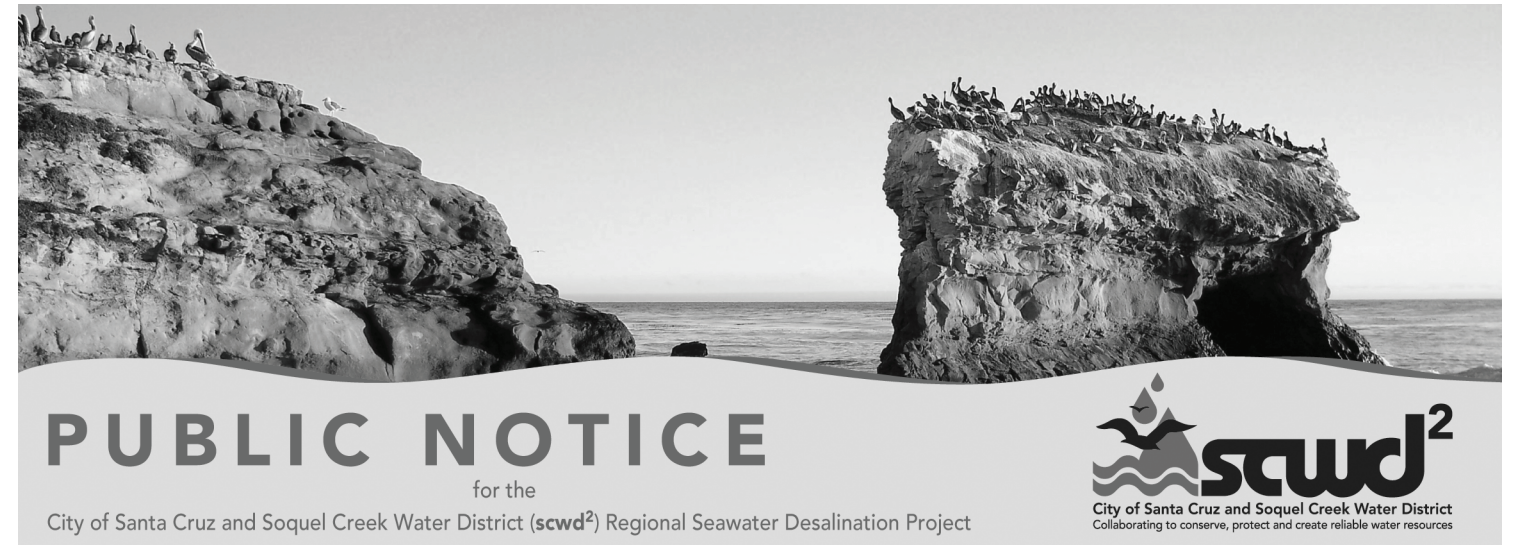 PUBLIC NOTICE
for the
City of Santa Cruz and Soquel Creek Water District (scwd²) Regional Seawater Desalination Project
scwd²
City of Santa Cruz and Soquel Creek Water District
Collaborating to conserve, protect and create reliable water resources